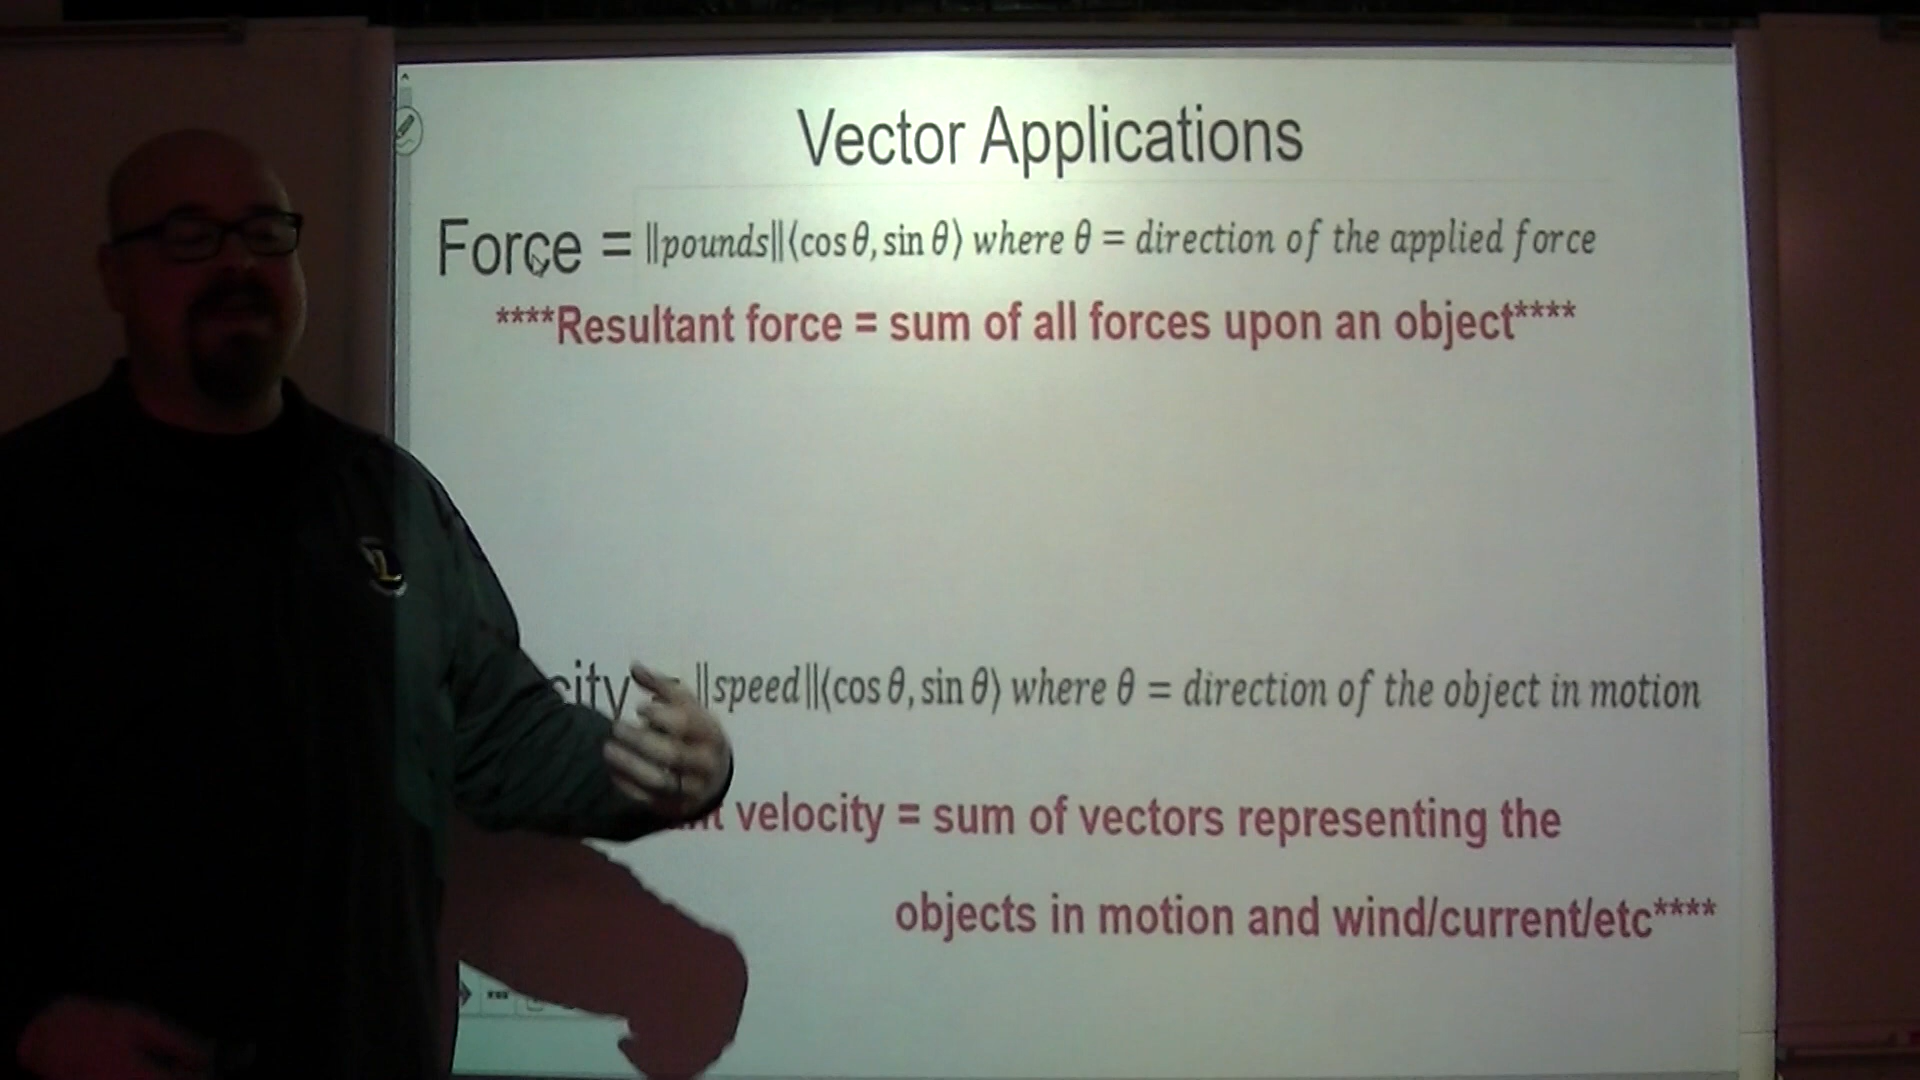 Vector Applications
Force = ||pounds||⟨cos θ, sin θ⟩ where θ = direction of the applied force
****Resultant force = sum of all forces upon an object****
city = ||speed||⟨cos θ, sin θ⟩ where θ = direction of the object in motion
velocity = sum of vectors representing the
objects in motion and wind/current/etc****